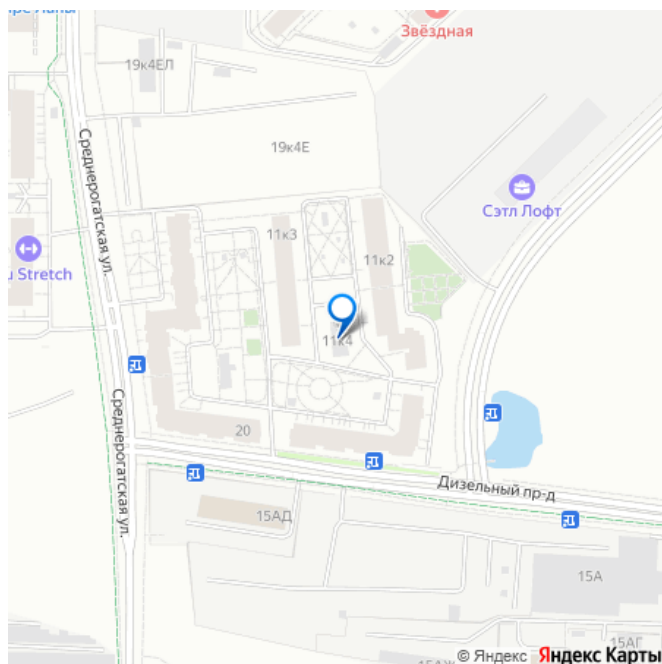 Звёздная
19к4ЕЛ
19к4Е
Среднерогатская ул.
Сэтл Лофт
11к3
11к2
u Stretch
11к4
Среднерогатская ул.
20
Дизельный пр-д
15АД
15А
15АГ
© Яндекс Яндекс Карты